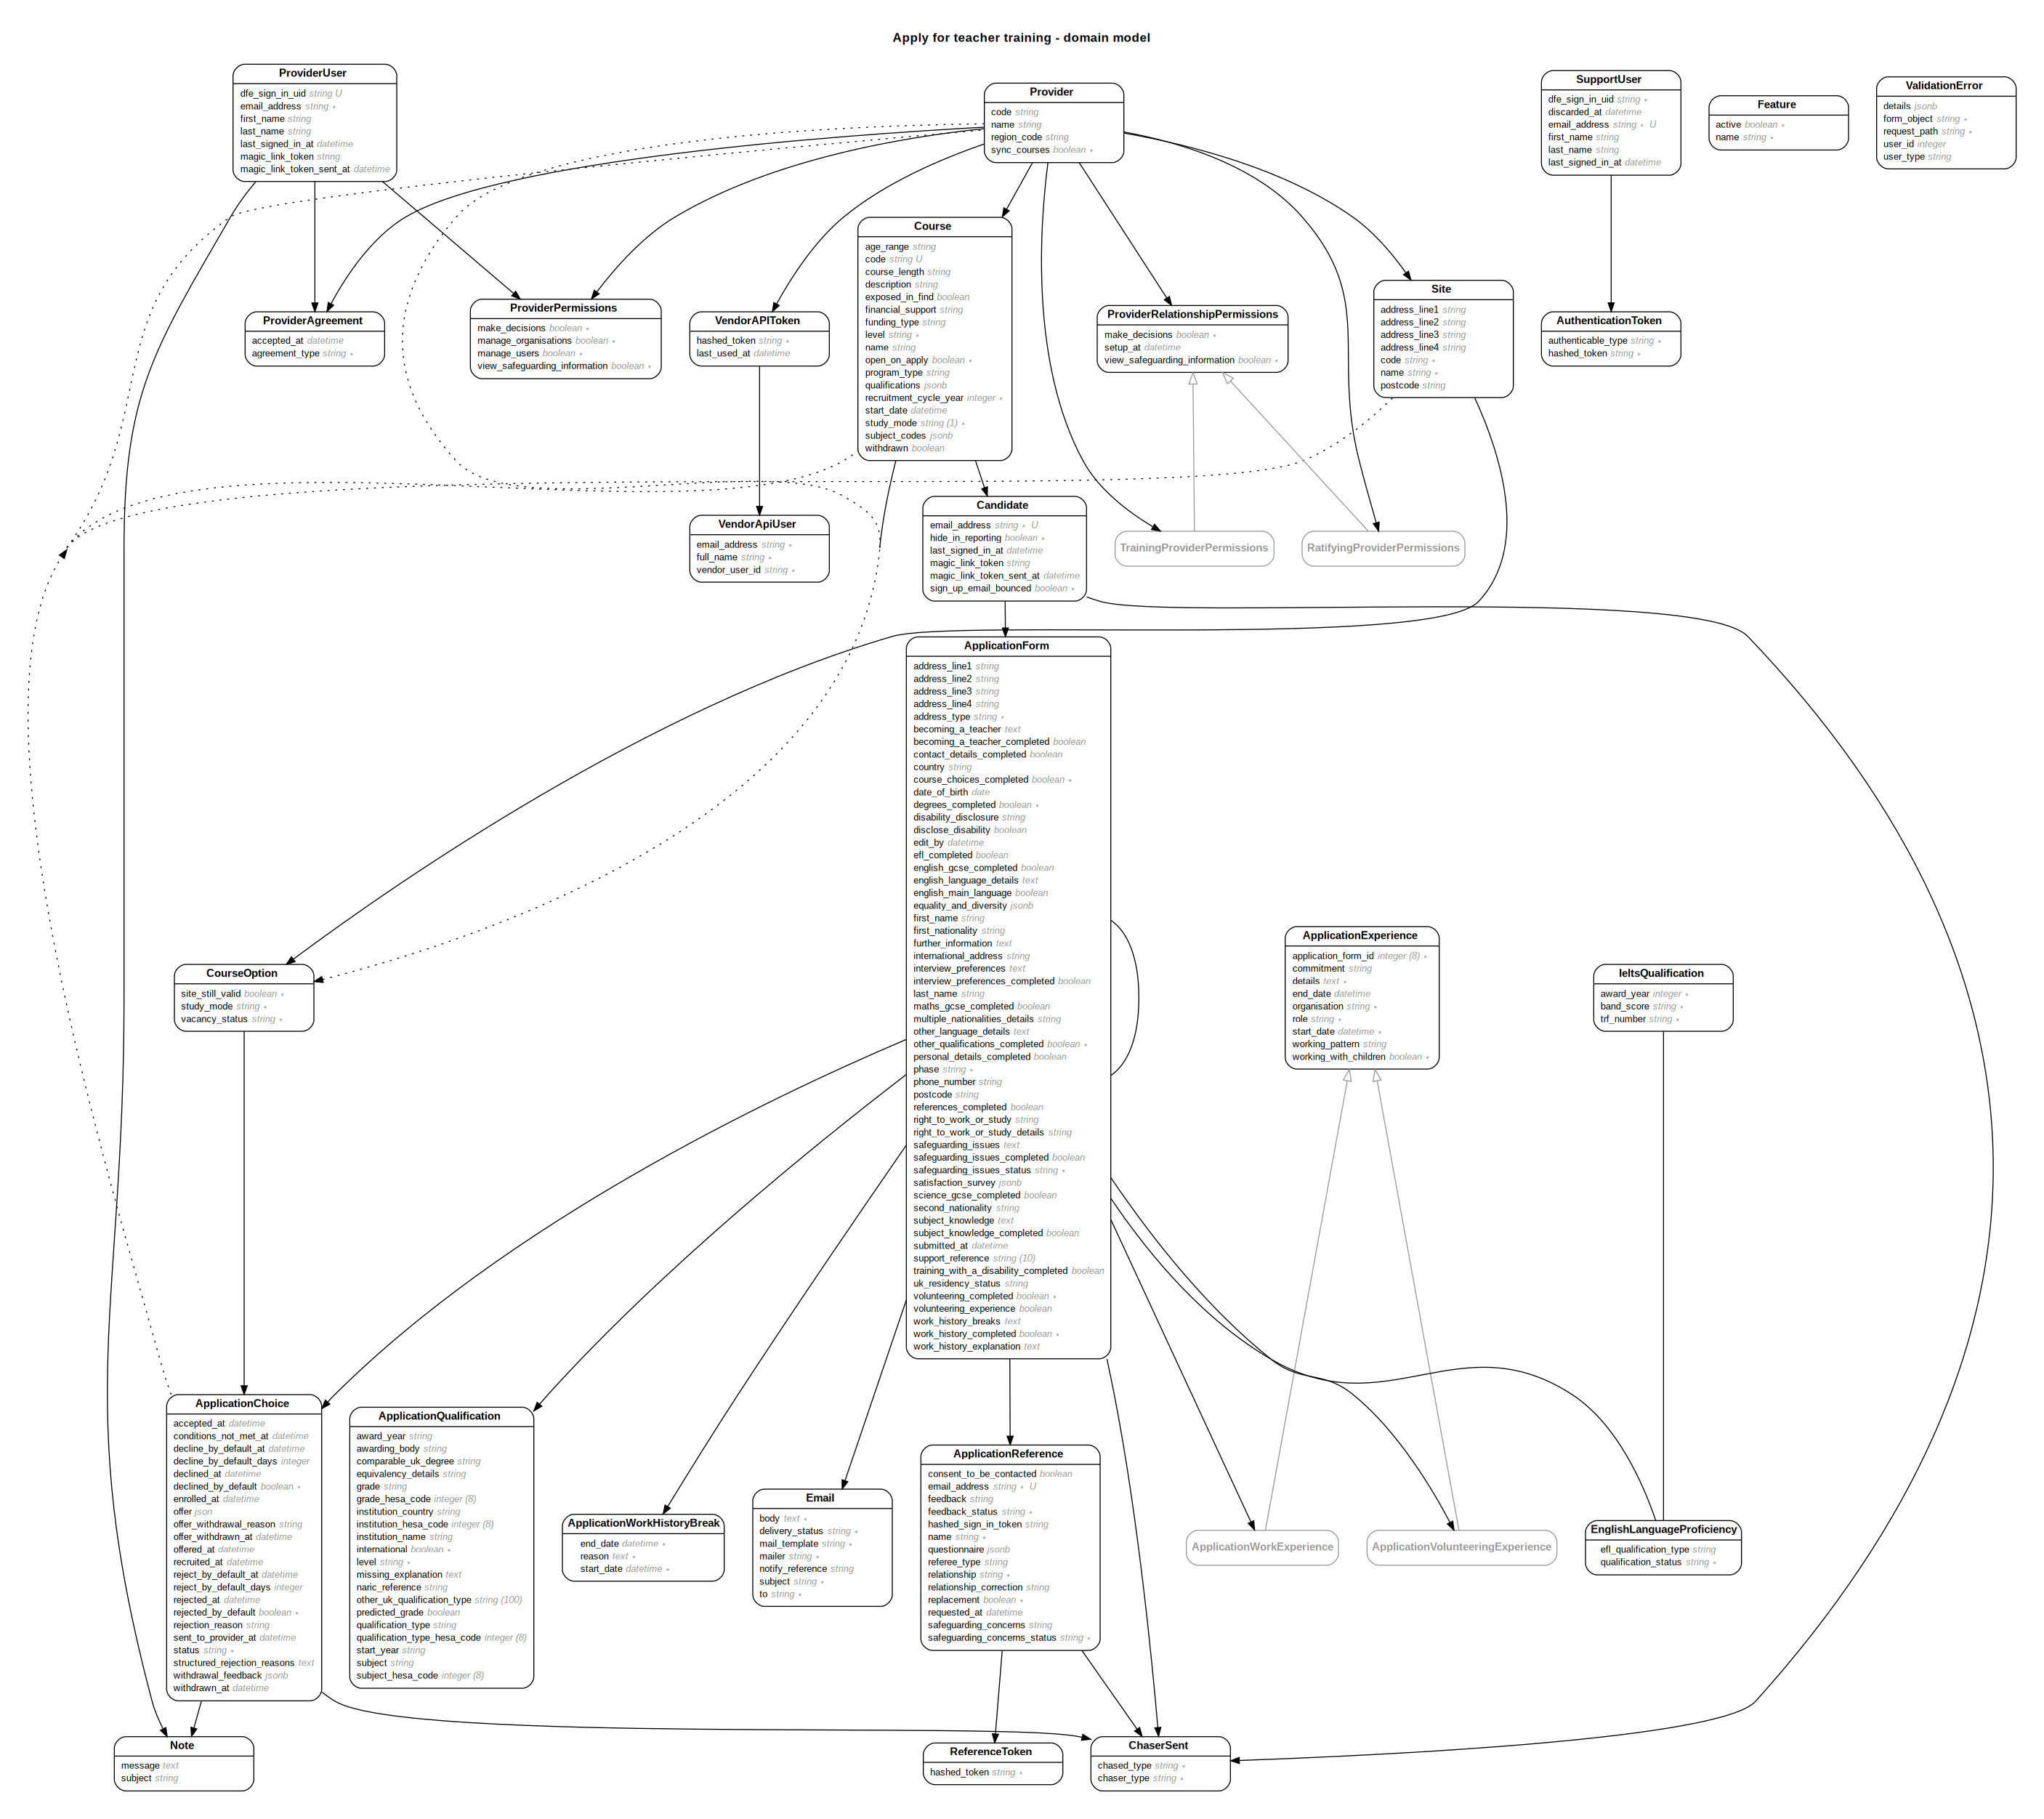 Apply for teacher training - domain model
ProviderUser
dfe_sign_in_uid string U
email_address string ∗
first_name string
last_name string
last_signed_in_at datetime
magic_link_token string
magic_link_token_sent_at datetime
Provider
code string
name string
region_code string
sync_courses boolean ∗
SupportUser
dfe_sign_in_uid string ∗
discarded_at datetime
email_address string ∗ U
first_name string
last_name string
last_signed_in_at datetime
Feature
active boolean ∗
name string ∗
ValidationError
details jsonb
form_object string ∗
request_path string ∗
user_id integer
user_type string
Course
age_range string
code string U
course_length string
description string
exposed_in_find boolean
financial_support string
funding_type string
level string ∗
name string
open_on_apply boolean ∗
program_type string
qualifications jsonb
recruitment_cycle_year integer ∗
start_date datetime
study_mode string (1) ∗
subject_codes jsonb
withdrawn boolean
ProviderAgreement
accepted_at datetime
agreement_type string ∗
ProviderPermissions
make_decisions boolean ∗
manage_organisations boolean ∗
manage_users boolean ∗
view_safeguarding_information boolean ∗
VendorAPIToken
hashed_token string ∗
last_used_at datetime
ProviderRelationshipPermissions
make_decisions boolean ∗
setup_at datetime
view_safeguarding_information boolean ∗
Site
address_line1 string
address_line2 string
address_line3 string
address_line4 string
code string ∗
name string ∗
postcode string
AuthenticationToken
authenticable_type string ∗
hashed_token string ∗
VendorApiUser
email_address string ∗
full_name string ∗
vendor_user_id string ∗
Candidate
email_address string ∗ U
hide_in_reporting boolean ∗
last_signed_in_at datetime
magic_link_token string
magic_link_token_sent_at datetime
sign_up_email_bounced boolean ∗
TrainingProviderPermissions
RatifyingProviderPermissions
ApplicationForm
address_line1 string
address_line2 string
address_line3 string
address_line4 string
address_type string ∗
becoming_a_teacher text
becoming_a_teacher_completed boolean
contact_details_completed boolean
country string
course_choices_completed boolean ∗
date_of_birth date
degrees_completed boolean ∗
disability_disclosure string
disclose_disability boolean
edit_by datetime
efl_completed boolean
english_gcse_completed boolean
english_language_details text
english_main_language boolean
equality_and_diversity jsonb
first_name string
first_nationality string
further_information text
international_address string
interview_preferences text
interview_preferences_completed boolean
last_name string
maths_gcse_completed boolean
multiple_nationalities_details string
other_language_details text
other_qualifications_completed boolean ∗
personal_details_completed boolean
phase string ∗
phone_number string
postcode string
references_completed boolean
right_to_work_or_study string
right_to_work_or_study_details string
safeguarding_issues text
safeguarding_issues_completed boolean
safeguarding_issues_status string ∗
satisfaction_survey jsonb
science_gcse_completed boolean
second_nationality string
subject_knowledge text
subject_knowledge_completed boolean
submitted_at datetime
support_reference string (10)
training_with_a_disability_completed boolean
uk_residency_status string
volunteering_completed boolean ∗
volunteering_experience boolean
work_history_breaks text
work_history_completed boolean ∗
work_history_explanation text
CourseOption
site_still_valid boolean ∗
study_mode string ∗
vacancy_status string ∗
ApplicationExperience
application_form_id integer (8) ∗
commitment string
details text ∗
end_date datetime
organisation string ∗
role string ∗
start_date datetime ∗
working_pattern string
working_with_children boolean ∗
IeltsQualification
award_year integer ∗
band_score string ∗
trf_number string ∗
ApplicationChoice
accepted_at datetime
conditions_not_met_at datetime
decline_by_default_at datetime
decline_by_default_days integer
declined_at datetime
declined_by_default boolean ∗
enrolled_at datetime
offer json
offer_withdrawal_reason string
offer_withdrawn_at datetime
offered_at datetime
recruited_at datetime
reject_by_default_at datetime
reject_by_default_days integer
rejected_at datetime
rejected_by_default boolean ∗
rejection_reason string
sent_to_provider_at datetime
status string ∗
structured_rejection_reasons text
withdrawal_feedback jsonb
withdrawn_at datetime
ApplicationQualification
award_year string
awarding_body string
comparable_uk_degree string
equivalency_details string
grade string
grade_hesa_code integer (8)
institution_country string
institution_hesa_code integer (8)
institution_name string
international boolean ∗
level string ∗
missing_explanation text
naric_reference string
other_uk_qualification_type string (100)
predicted_grade boolean
qualification_type string
qualification_type_hesa_code integer (8)
start_year string
subject string
subject_hesa_code integer (8)
ApplicationWorkHistoryBreak
end_date datetime ∗
reason text ∗
start_date datetime ∗
Email
body text ∗
delivery_status string ∗
mail_template string ∗
mailer string ∗
notify_reference string
subject string ∗
to string ∗
ApplicationReference
consent_to_be_contacted boolean
email_address string ∗ U
feedback string
feedback_status string ∗
hashed_sign_in_token string
name string ∗
questionnaire jsonb
referee_type string
relationship string ∗
relationship_correction string
replacement boolean ∗
requested_at datetime
safeguarding_concerns string
safeguarding_concerns_status string ∗
ApplicationWorkExperience
ApplicationVolunteeringExperience
EnglishLanguageProficiency
efl_qualification_type string
qualification_status string ∗
Note
message text
subject string
ReferenceToken
hashed_token string ∗
ChaserSent
chased_type string ∗
chaser_type string ∗